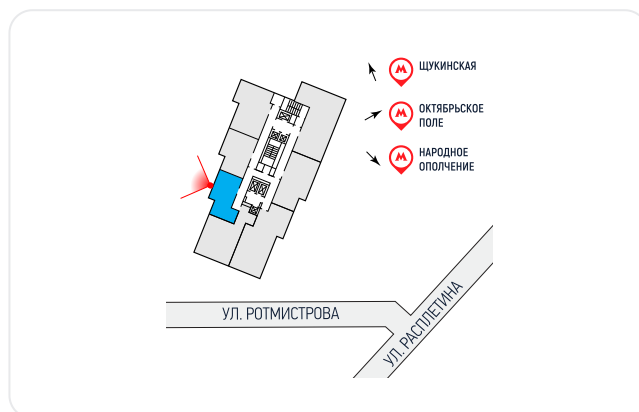 ЩУКИНСКАЯ
ОКТЯБРЬСКОЕ
ПОЛЕ
НАРОДНОЕ
ОПОЛЧЕНИЕ
УЛ. РОТМИСТРОВА
УЛ. РАСПЛЕТИНА